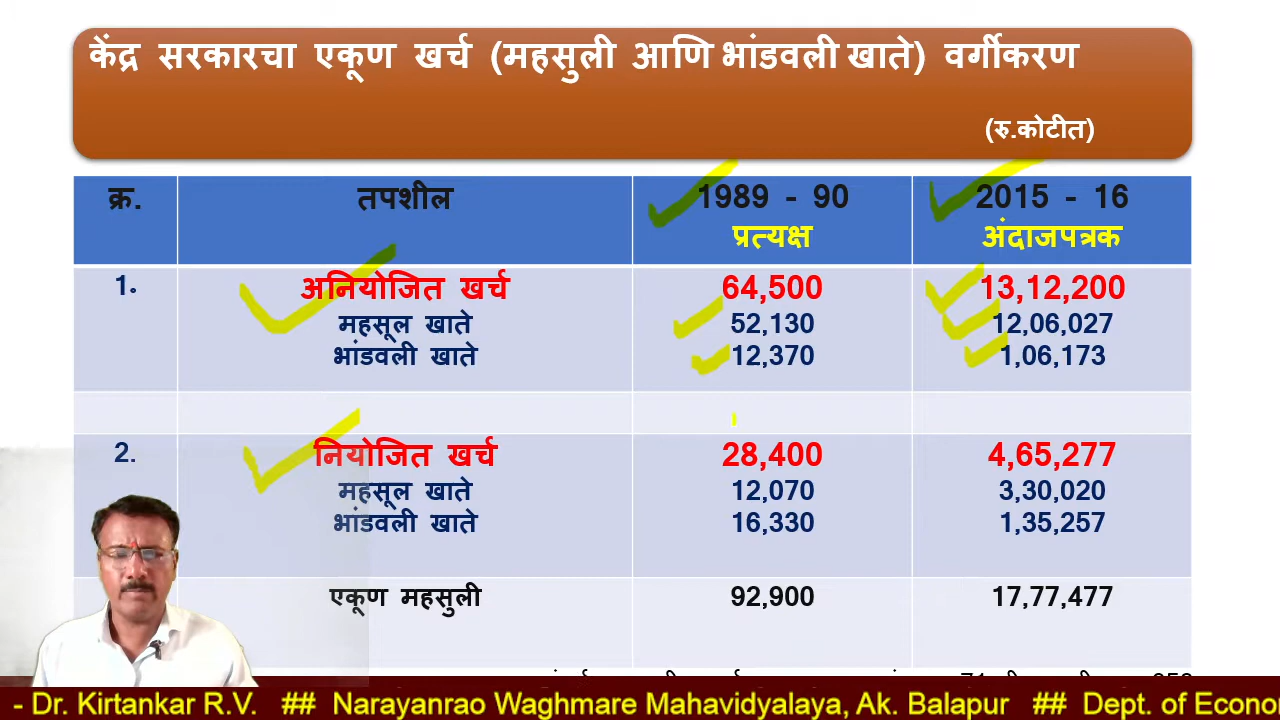 केंद्र सरकारचा एकूण खर्च (महसुली आणि भांडवली खाते) वर्गीकरण
(रु.कोटीत)
क्र. तपशील 1989 - 90 2015 - 16
प्रत्यक्ष अंदाजपत्रक
1. अनियोजित खर्च 64,500 13,12,200
महसूल खाते 52,130 12,06,027
भांडवली खाते 12,370 1,06,173
2. नियोजित खर्च 28,400 4,65,277
महसूल खाते 12,070 3,30,020
भांडवली खाते 16,330 1,35,257
एकूण महसुली 92,900 17,77,477
- Dr. Kirtankar R.V. ## Narayanrao Waghmare Mahavidyalaya, Ak. Balapur ## Dept. of Econo